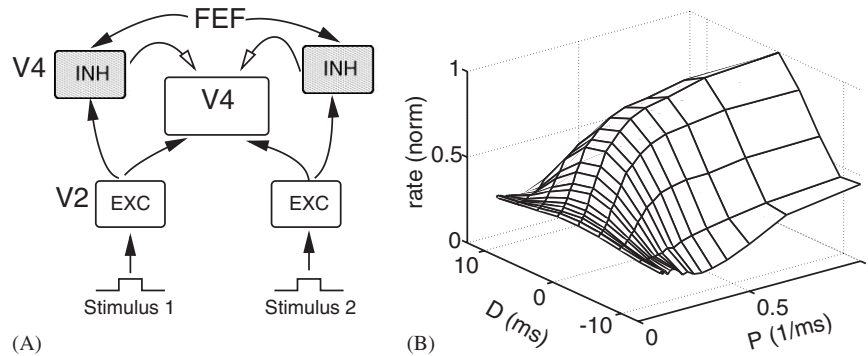 FEF
V4
INH
V4
INH
V2
EXC
EXC
Stimulus 1
Stimulus 2
(A)
1
0.5
0
rate (norm)
10
0
-10
D (ms)
0
0.5
P (1/ms)
(B)